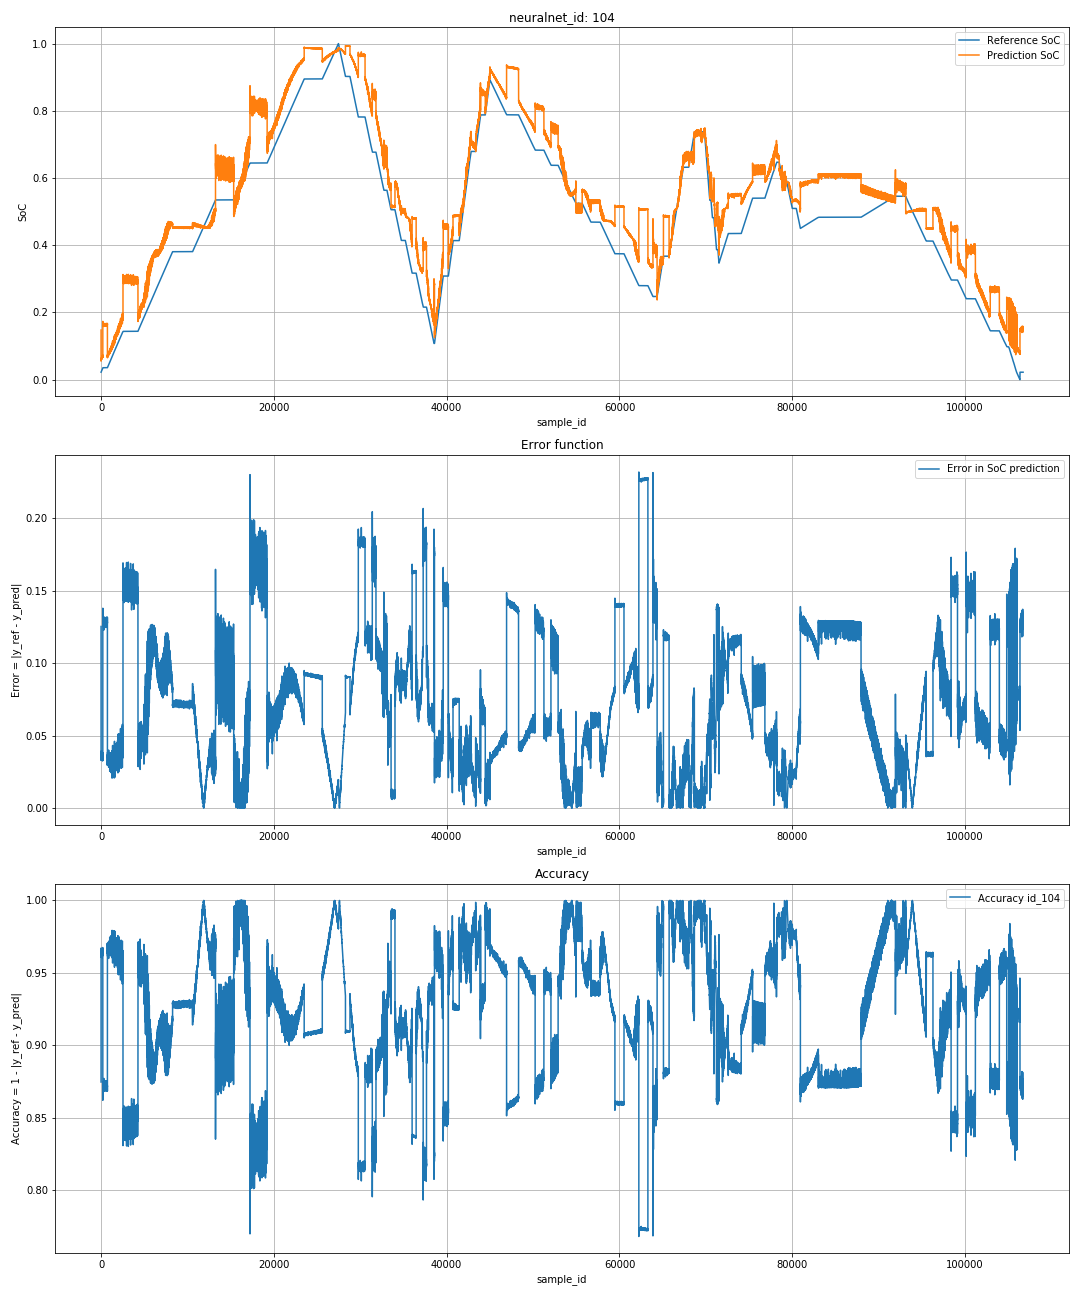 neuralnet_id: 104
Reference SoC
Prediction SoC
SoC
1.0
0.8
0.6
0.4
0.2
0.0
0 20000 40000 60000 80000 100000
sample_id
Error function
Error in SoC prediction
Error = |y_ref - y_pred|
0.20
0.15
0.10
0.05
0.00
0 20000 40000 60000 80000 100000
sample_id
Accuracy
Accuracy id_104
Accuracy = 1 - |y_ref - y_pred|
1.00
0.95
0.90
0.85
0.80
0 20000 40000 60000 80000 100000
sample_id